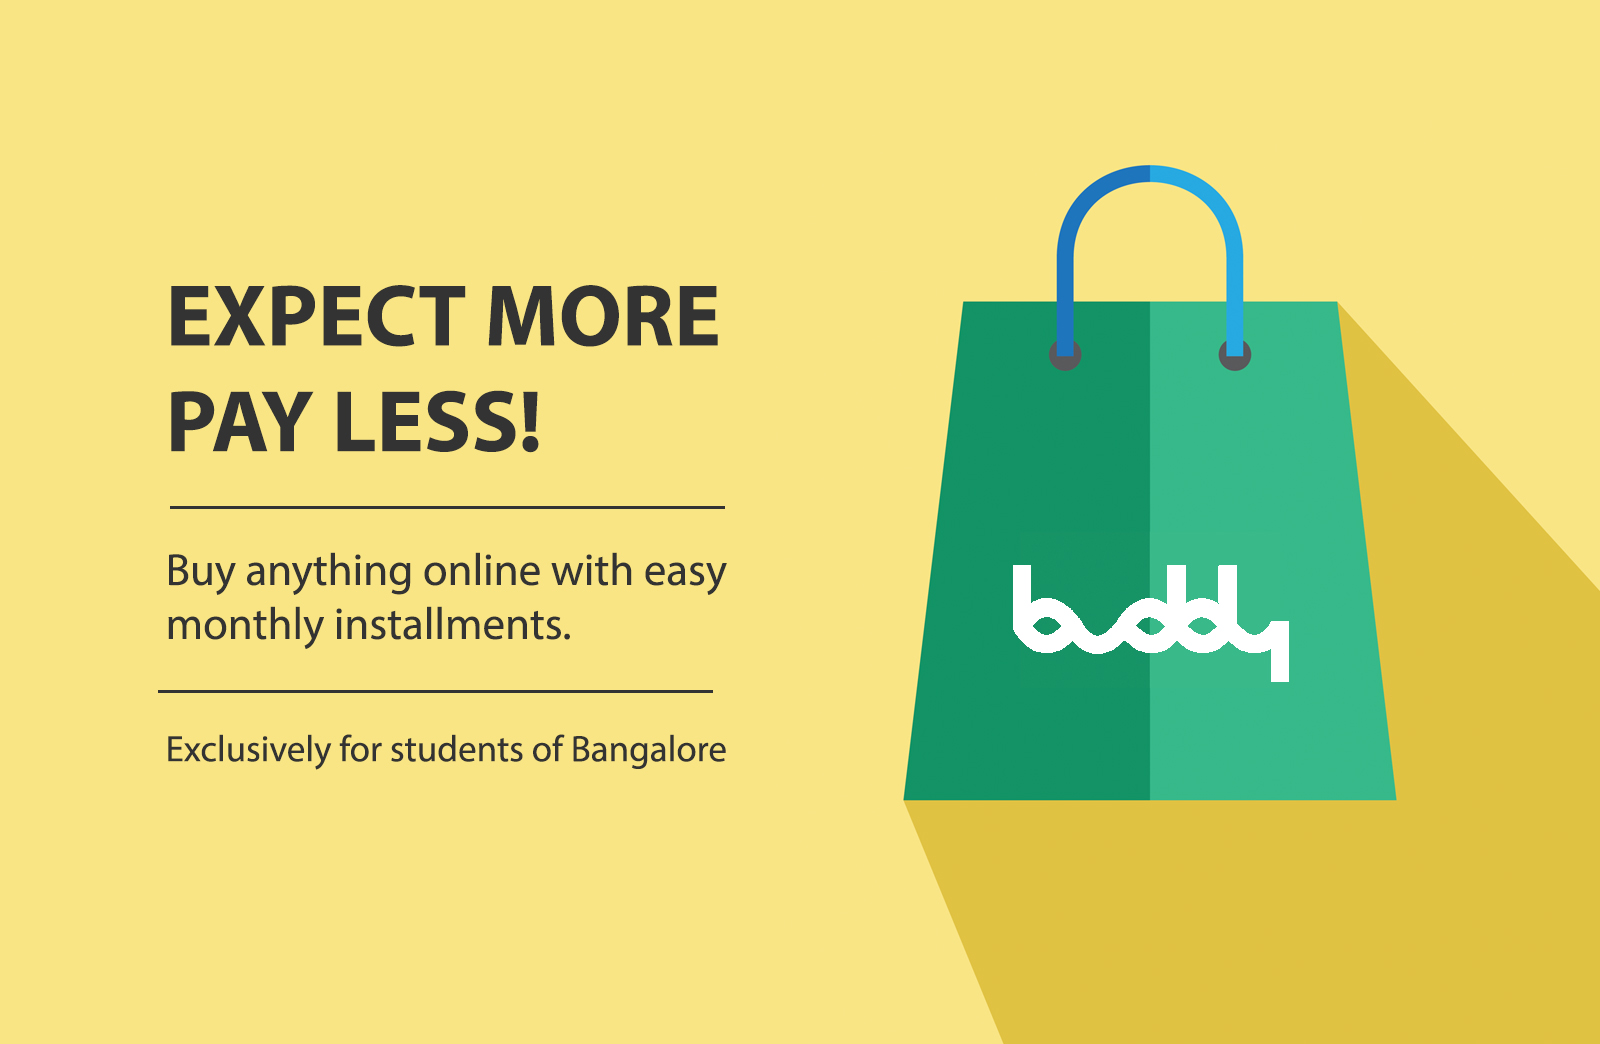 EXPECT MORE
PAY LESS!
Buy anything online with easy
monthly installments.
Exclusively for students of Bangalore
buddy